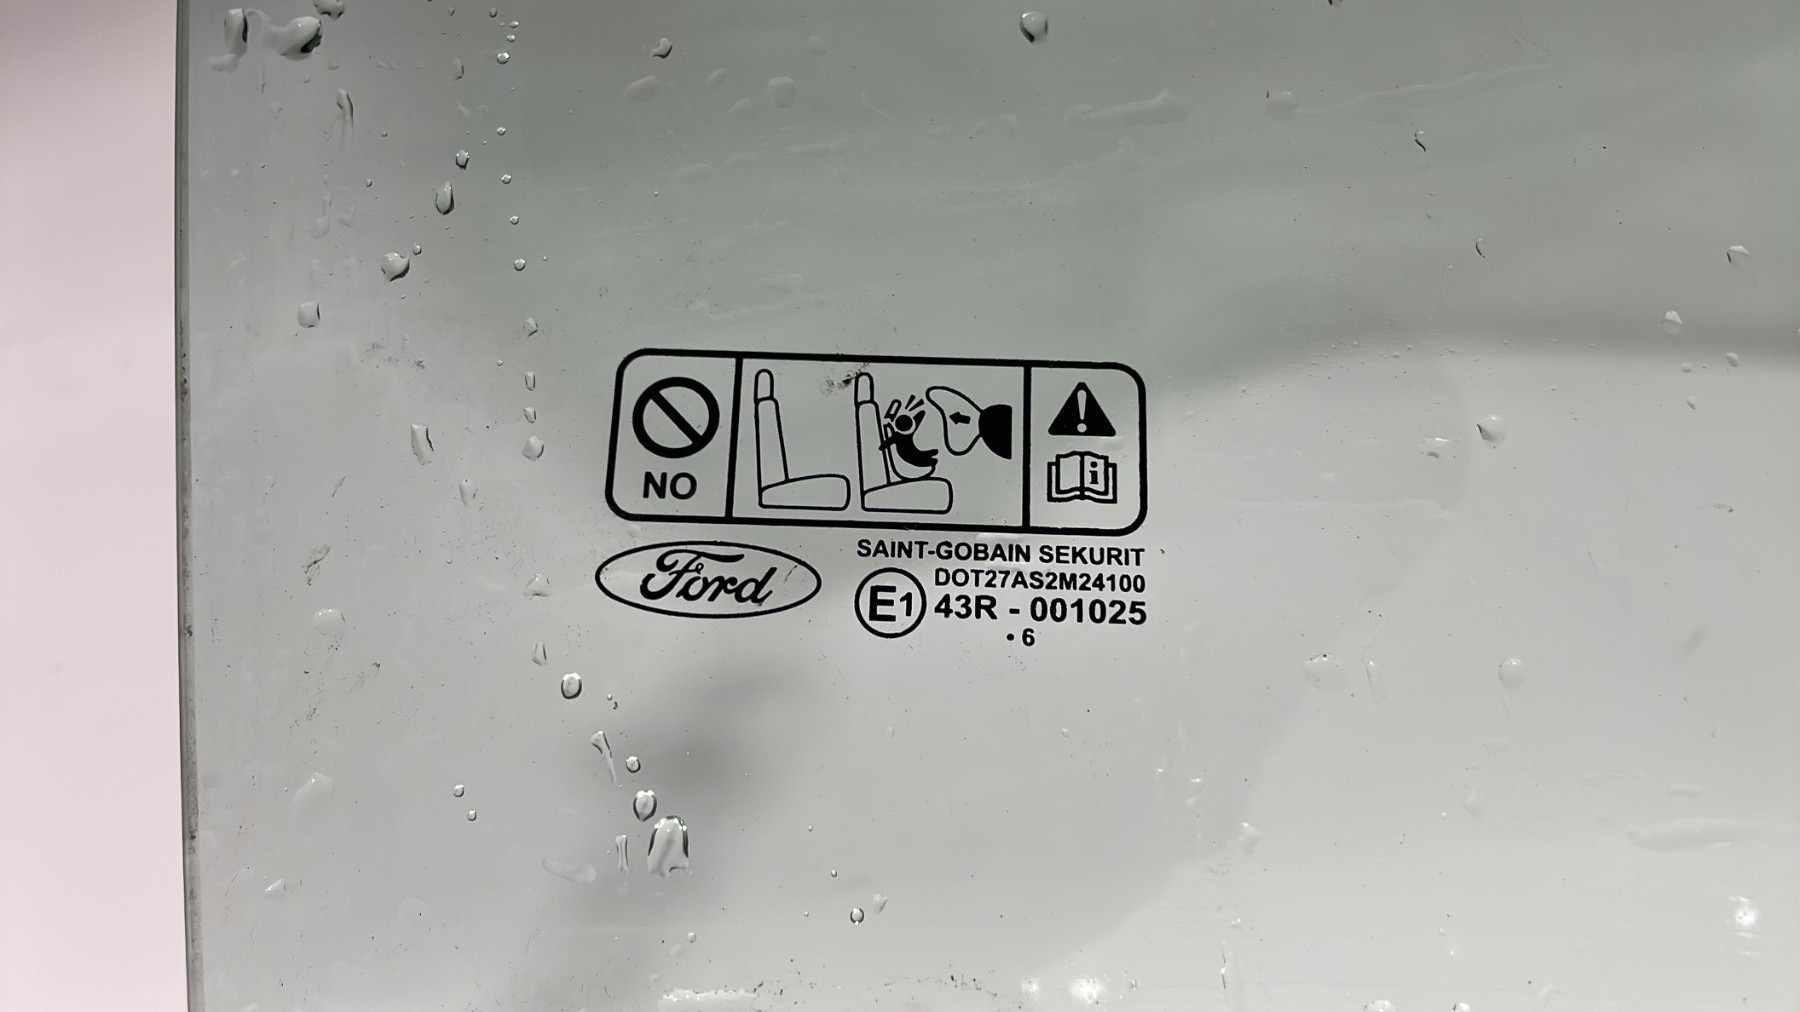 NO
Ford
SAINT-GOBAIN SEKURIT
DOT27AS2M24100
E1 43R - 001025
• 6